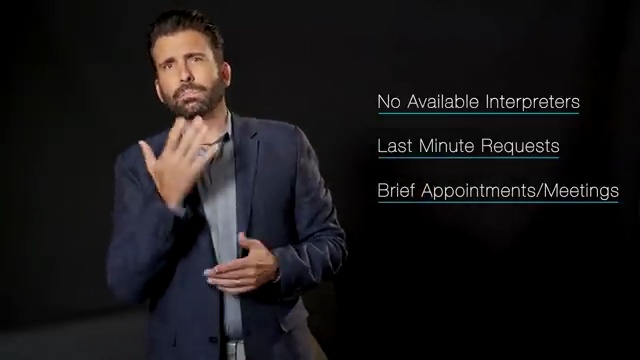 No Available Interpreters
Last Minute Requests
Brief Appointments/Meetings